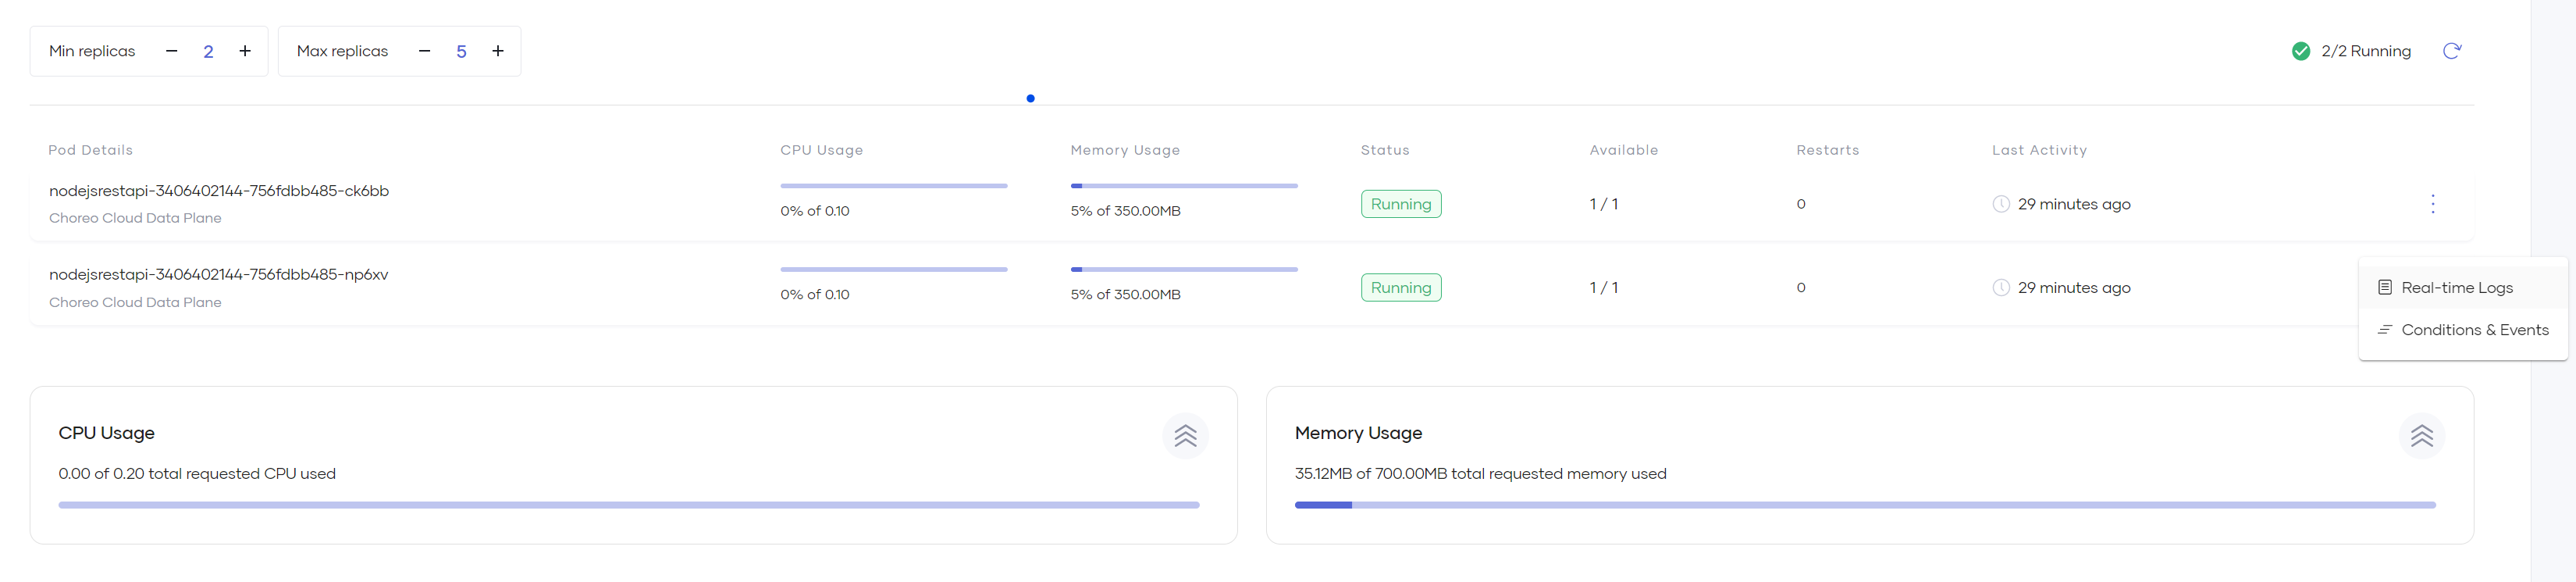 Min replicas − 2 + Max replicas − 5 + 2/2 Running
Pod Details CPU Usage Memory Usage Status Available Restarts Last Activity
nodejsrestapi-3406402144-756fdbb485-ck6bb
Choreo Cloud Data Plane
0% of 0.10 5% of 350.00MB Running 1 / 1 0 29 minutes ago
nodejsrestapi-3406402144-756fdbb485-np6xv
Choreo Cloud Data Plane
0% of 0.10 5% of 350.00MB Running 1 / 1 0 29 minutes ago
Real-time Logs
Conditions & Events
CPU Usage
0.00 of 0.20 total requested CPU used
Memory Usage
35.12MB of 700.00MB total requested memory used